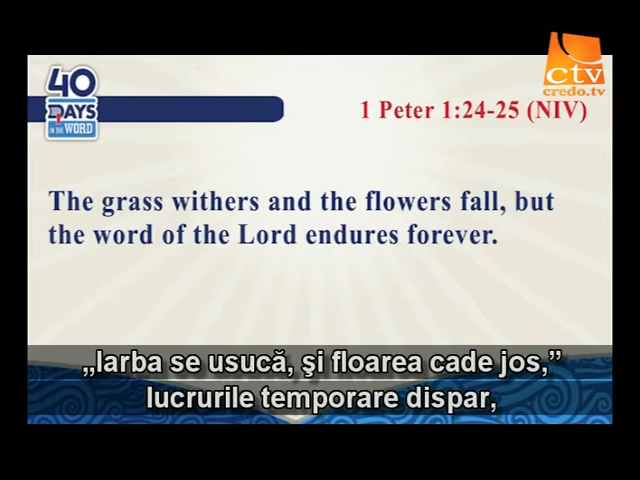 40
DAYS
IN THE WORD
ctv
credo.tv
1 Peter 1:24-25 (NIV)
The grass withers and the flowers fall, but
the word of the Lord endures forever.
„Iarba se usucă, şi floarea cade jos,”
lucrurile temporare dispar,